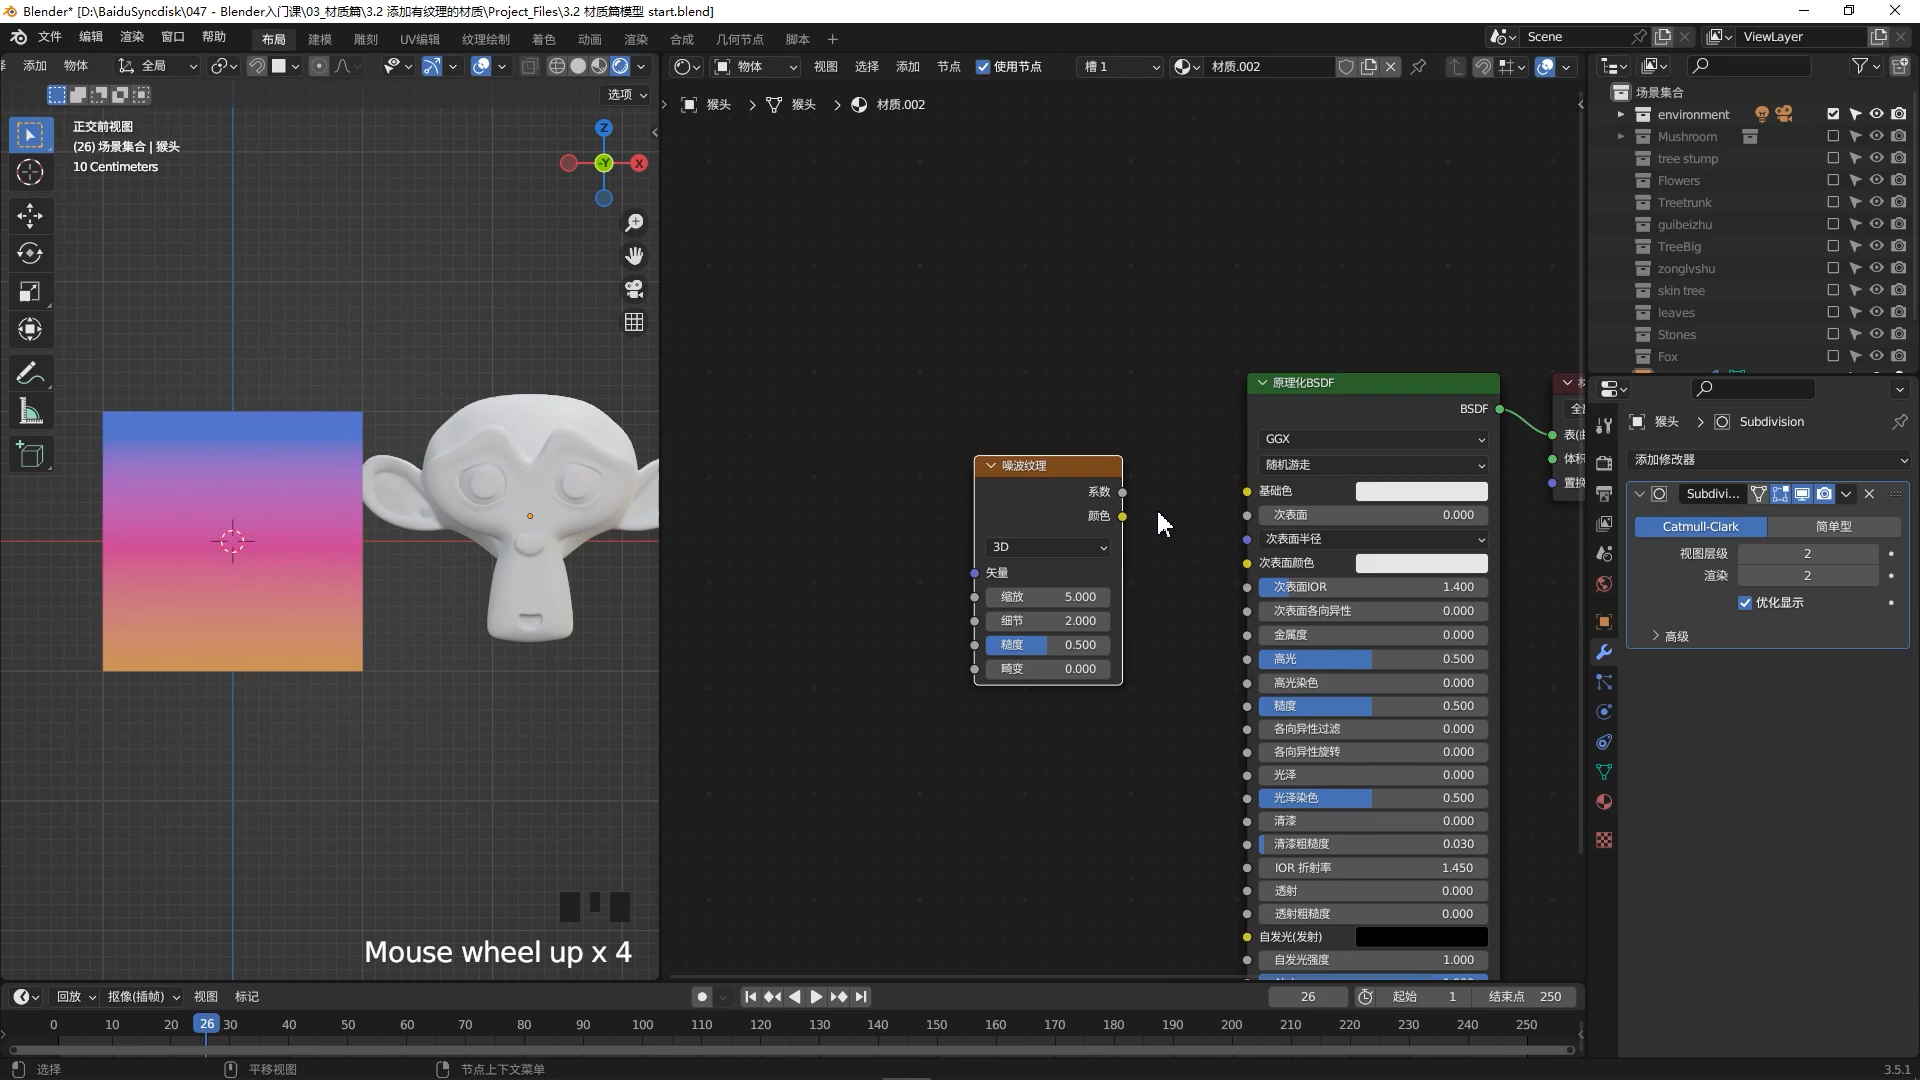 Blender* [D:\BaiduSyncdisk\047 - Blender入门课\03_材质篇\3.2 添加有纹理的材质\Project_Files\3.2 材质篇模型 start.blend]
文件 编辑 渲染 窗口 帮助 布局 建模 雕刻 UV编辑 纹理绘制 着色 动画 渲染 合成 几何节点 脚本 + Scene ViewLayer
添加 物体 全局 物体 视图 选择 添加 节点 使用节点 槽 1 材质.002
选项
猴头 > 猴头 > 材质.002
正交前视图
(26) 场景集合 | 猴头
10 Centimeters
Z
-Y
X
Mouse wheel up x 4
噪波纹理
系数
颜色
3D
矢量
缩放 5.000
细节 2.000
糙度 0.500
畸变 0.000
原理化BSDF
BSDF
GGX
随机游走
基础色
次表面 0.000
次表面半径
次表面颜色
次表面IOR 1.400
次表面各向异性 0.000
金属度 0.000
高光 0.500
高光染色 0.000
糙度 0.500
各向异性过滤 0.000
各向异性旋转 0.000
光泽 0.000
光泽染色 0.500
清漆 0.000
清漆粗糙度 0.030
IOR 折射率 1.450
透射 0.000
透射粗糙度 0.000
自发光(发射)
自发光强度 1.000
体积
置换
场景集合
environment
Mushroom
tree stump
Flowers
Treetrunk
guibeizhu
TreeBig
zonglvshu
skin tree
leaves
Stones
Fox
猴头 > Subdivision
添加修改器
Subdivi...
Catmull-Clark 简单型
视图层级 2
渲染 2
优化显示
高级
回放 抠像(插帧) 视图 标记 26 起始 1 结束点 250
0 10 20 26 30 40 50 60 70 80 90 100 110 120 130 140 150 160 170 180 190 200 210 220 230 240 250
选择 平移视图 节点上下文菜单 3.5.1